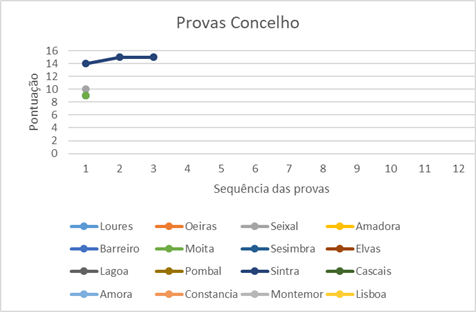 Provas Concelho
Pontuação
16
14
12
10
8
6
4
2
0
1 2 3 4 5 6 7 8 9 10 11 12
Sequência das provas
Loures Oeiras Seixal Amadora
Barreiro Moita Sesimbra Elvas
Lagoa Pombal Sintra Cascais
Amora Constancia Montemor Lisboa